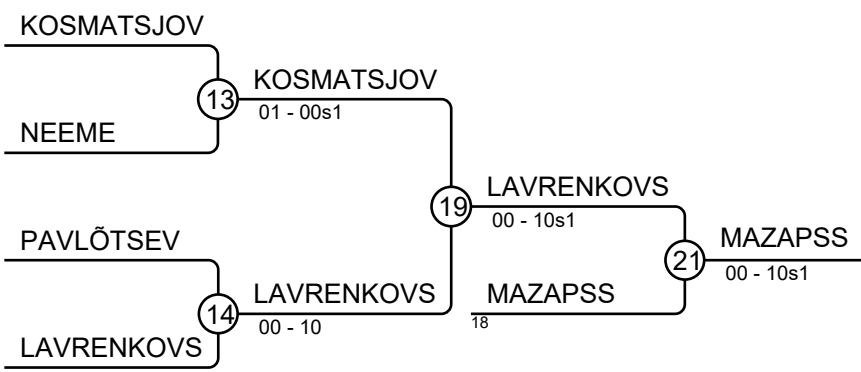 KOSMATSJOV
13
KOSMATSJOV
01 - 00s1
NEEME
19
LAVRENKOVS
00 - 10s1
PAVLÕTSEV
21
MAZAPSS
00 - 10s1
14
LAVRENKOVS
00 - 10
MAZAPSS
18
LAVRENKOVS